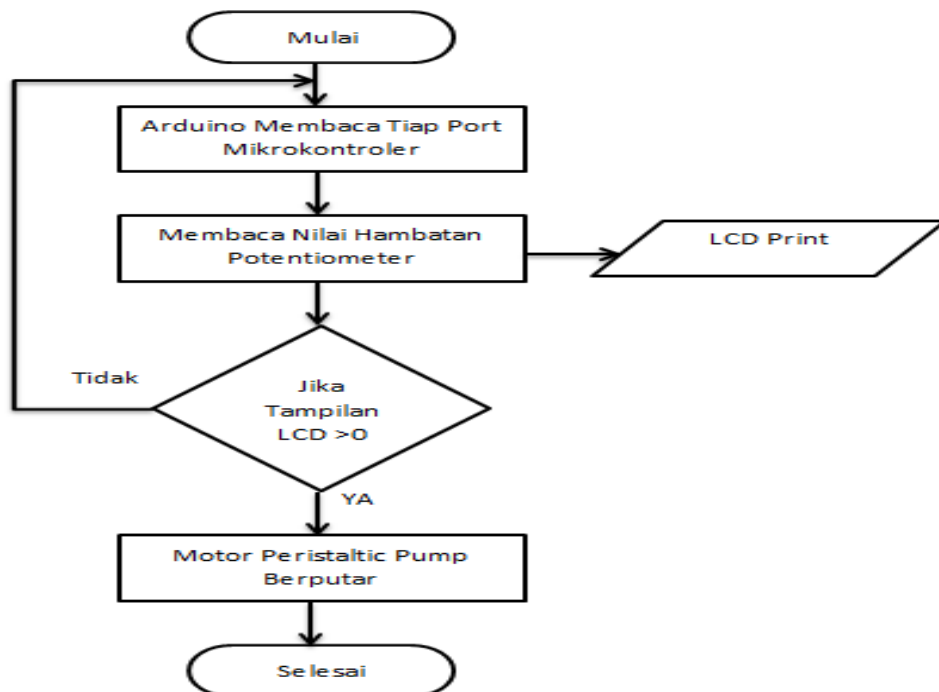 Mulai
Arduino Membaca Tiap Port
Mikrokontroler
Membaca Nilai Hambatan
Potentiometer
LCD Print
Tidak
Jika
Tampilan
LCD >0
YA
Motor Peristaltic Pump
Berputar
Selesai